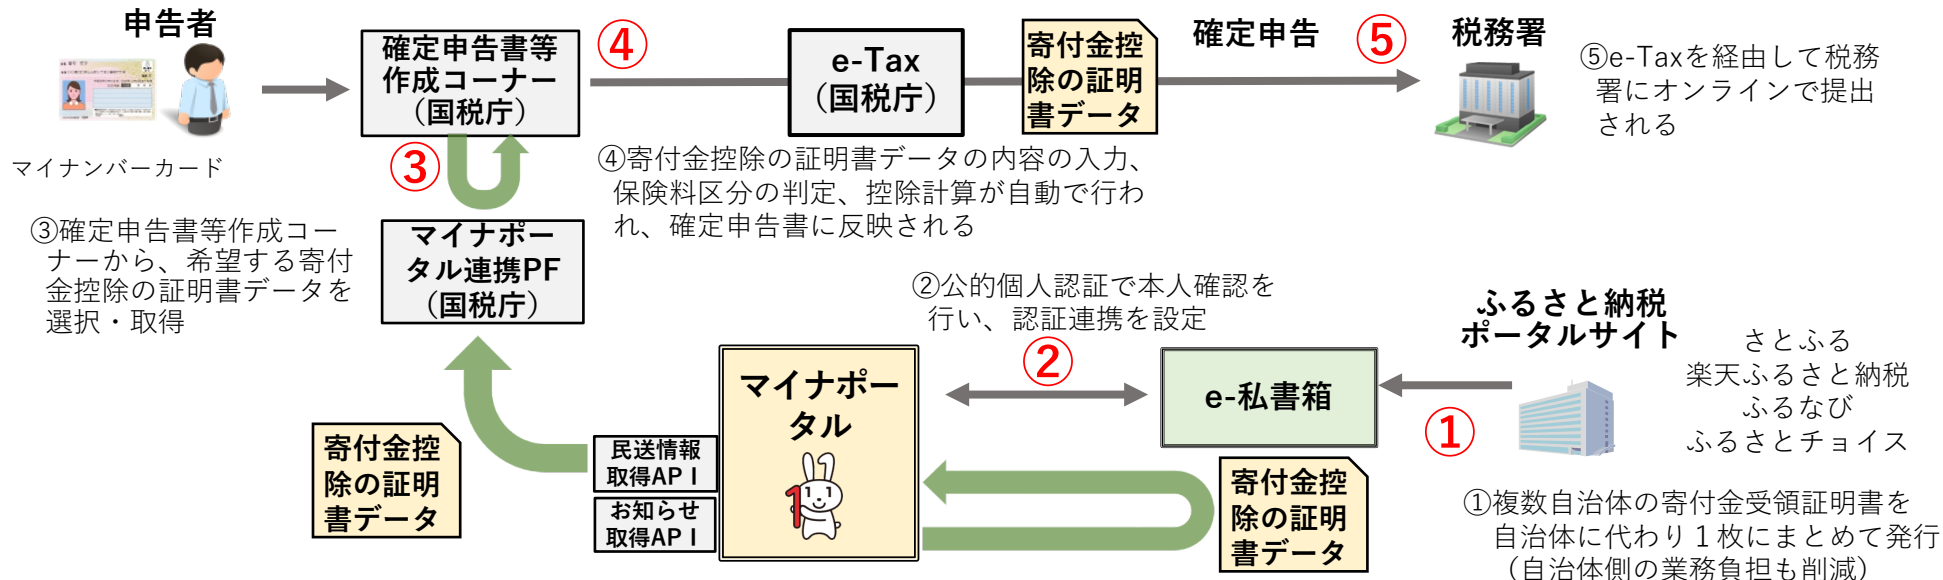 申告者
マイナンバーカード
確定申告書等
作成コーナー
（国税庁）
④
e-Tax
（国税庁）
寄付金控
除の証明
書データ
確定申告
⑤
税務署
⑤e-Taxを経由して税務
署にオンラインで提出
される
③
④寄付金控除の証明書データの内容の入力、
保険料区分の判定、控除計算が自動で行わ
れ、確定申告書に反映される
③確定申告書等作成コー
ナーから、希望する寄付
金控除の証明書データを
選択・取得
マイナポー
タル連携PF
（国税庁）
②公的個人認証で本人確認を
行い、認証連携を設定
②
マイナポー
タル
e-私書箱
ふるさと納税
ポータルサイト
さとふる
楽天ふるさと納税
ふるなび
ふるさとチョイス
①
寄付金控
除の証明
書データ
民送情報
取得AP I
お知らせ
取得AP I
1
寄付金控
除の証明
書データ
①複数自治体の寄付金受領証明書を
自治体に代わり１枚にまとめて発行
（自治体側の業務負担も削減）